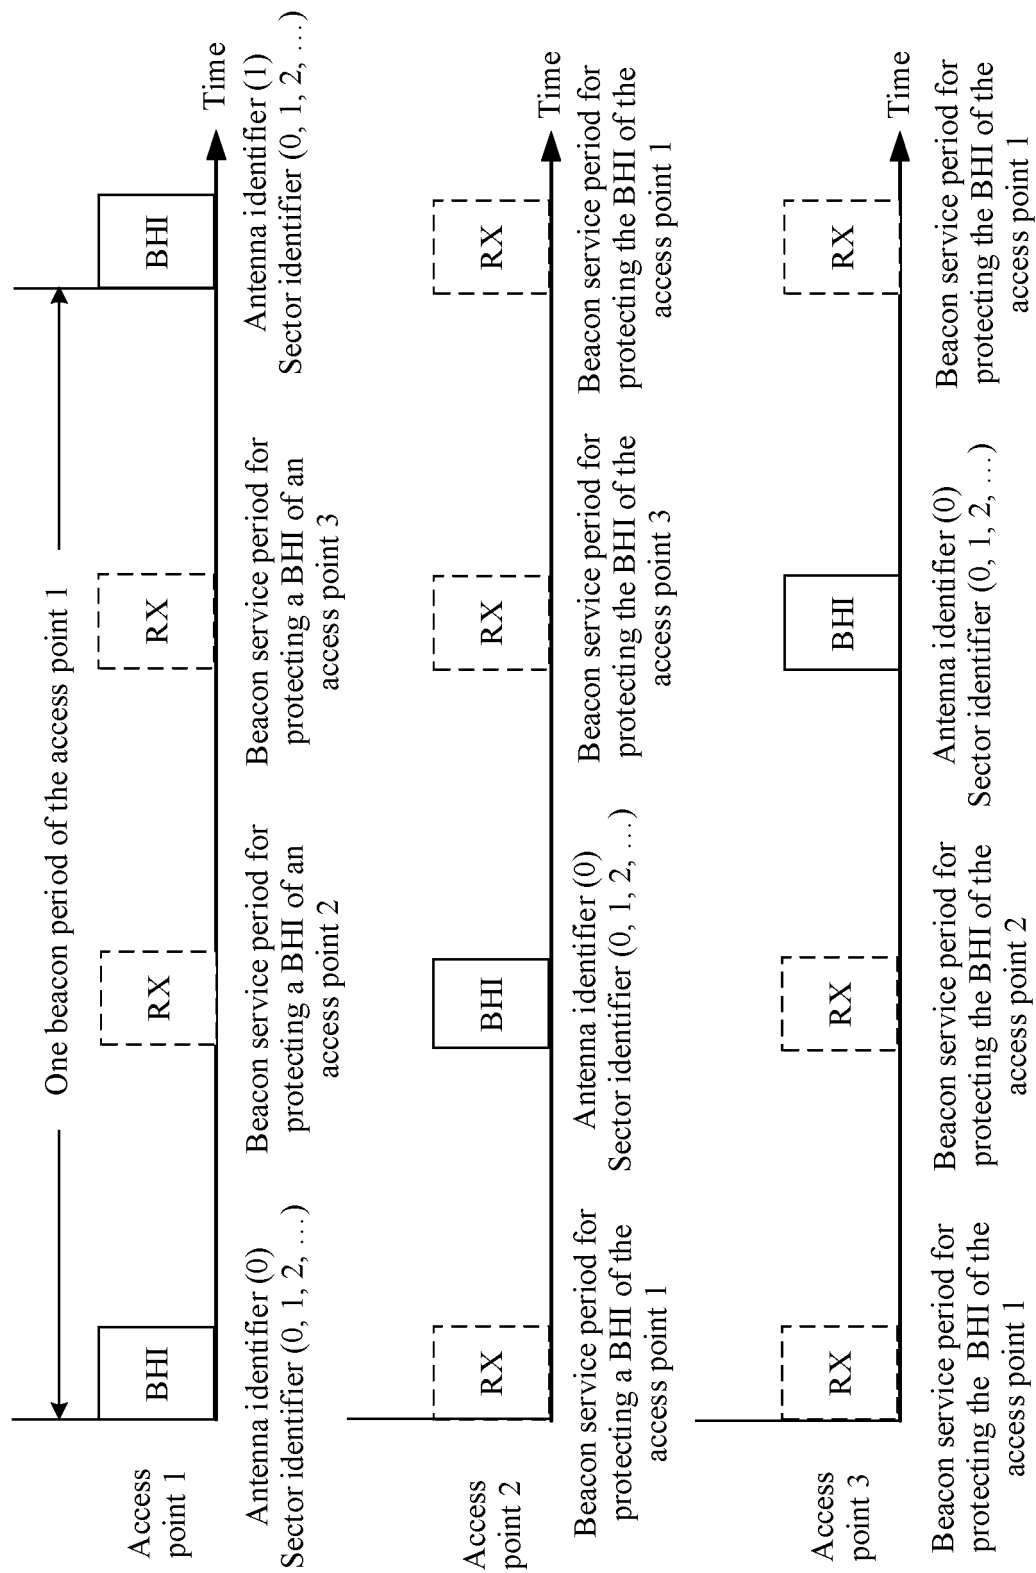 One beacon period of the access point 1
Access
point 1
BHI
RX
RX
BHI
Time
Antenna identifier (0)
Sector identifier (0, 1, 2, …)
Beacon service period for
protecting a BHI of an
access point 2
Beacon service period for
protecting a BHI of an
access point 3
Antenna identifier (1)
Sector identifier (0, 1, 2, …)
Access
point 2
RX
BHI
RX
RX
Time
Beacon service period for
protecting a BHI of the
access point 1
Antenna identifier (0)
Sector identifier (0, 1, 2, …)
Beacon service period for
protecting the BHI of the
access point 3
Beacon service period for
protecting the BHI of the
access point 1
Access
point 3
RX
RX
BHI
RX
Time
Beacon service period for
protecting the BHI of the
access point 1
Beacon service period for
protecting the BHI of the
access point 2
Antenna identifier (0)
Sector identifier (0, 1, 2, …)
Beacon service period for
protecting the BHI of the
access point 1